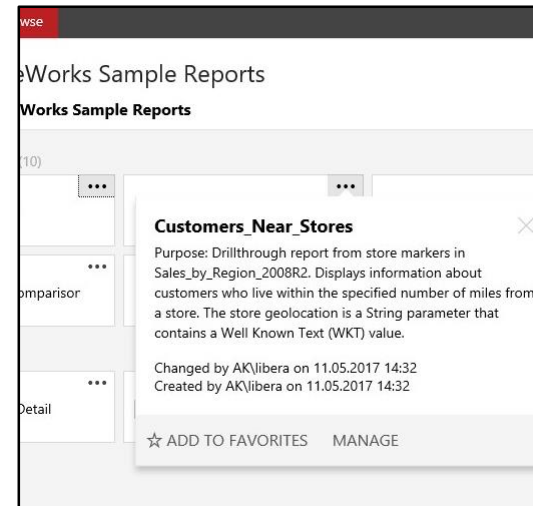 wse
eWorks Sample Reports
Works Sample Reports
(10)
•••
•••
Customers_Near_Stores
Purpose: Drillthrough report from store markers in
Sales_by_Region_2008R2. Displays information about
customers who live within the specified number of miles from
a store. The store geolocation is a String parameter that
contains a Well Known Text (WKT) value.
Changed by AK\libera on 11.05.2017 14:32
Created by AK\libera on 11.05.2017 14:32
☆ ADD TO FAVORITES MANAGE
•••
omparisor
•••
Detail